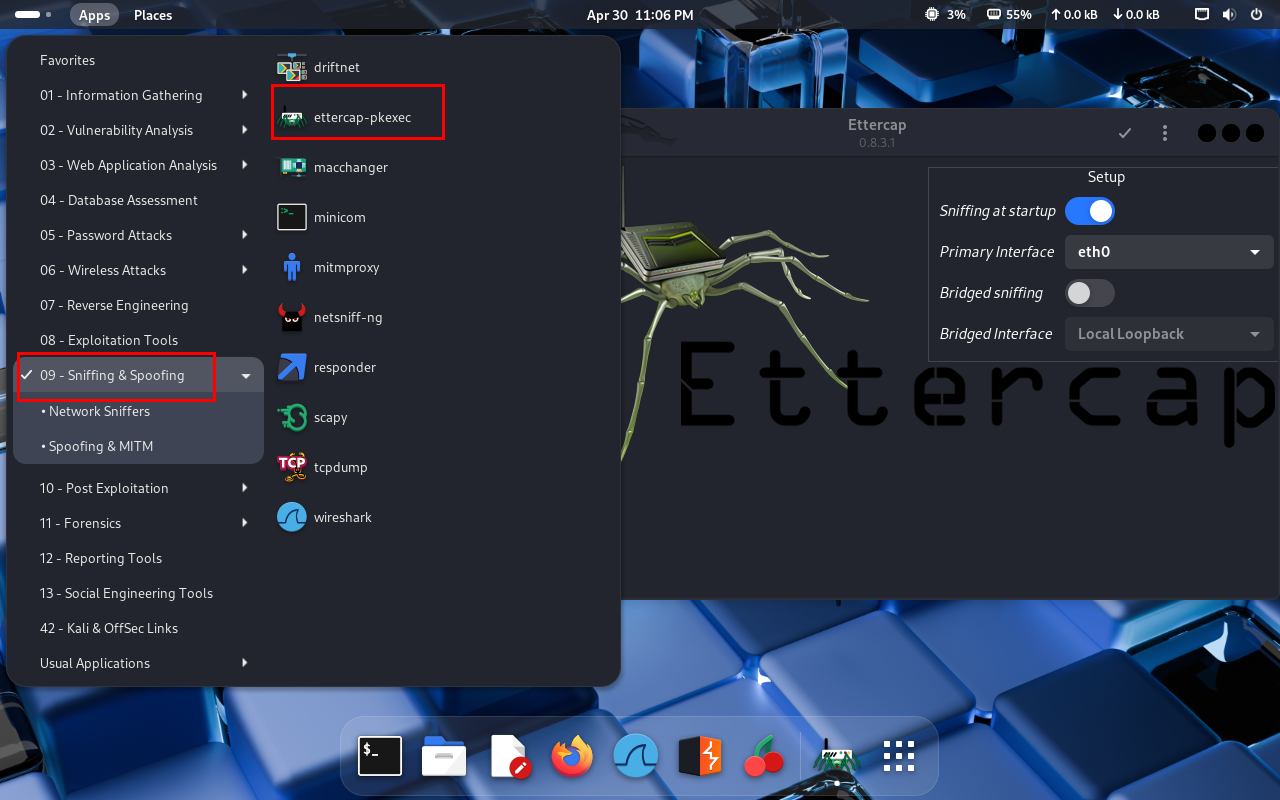 Apps Places Apr 30 11:06 PM 3% 55% 0.0 kB 0.0 kB
Favorites
01 - Information Gathering
02 - Vulnerability Analysis
03 - Web Application Analysis
04 - Database Assessment
05 - Password Attacks
06 - Wireless Attacks
07 - Reverse Engineering
08 - Exploitation Tools
09 - Sniffing & Spoofing
• Network Sniffers
• Spoofing & MITM
10 - Post Exploitation
11 - Forensics
12 - Reporting Tools
13 - Social Engineering Tools
42 - Kali & OffSec Links
Usual Applications
driftnet
ettercap-pkexec
macchanger
>_
minicom
mitmproxy
netsniff-ng
responder
scapy
TCP
tcpdump
wireshark
Ettercap
0.8.3.1
Setup
Sniffing at startup
Primary Interface eth0
Bridged sniffing
Bridged Interface Local Loopback
Ettercap
$_